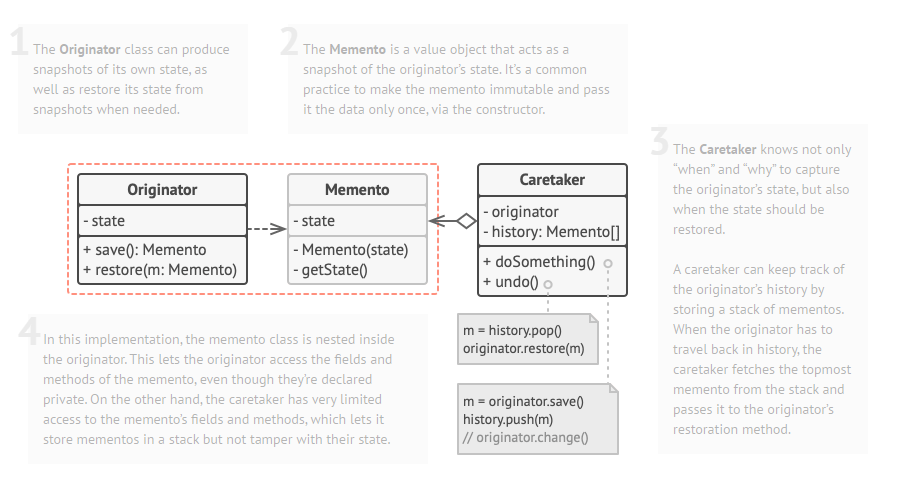 1
The Originator class can produce
snapshots of its own state, as
well as restore its state from
snapshots when needed.
2
The Memento is a value object that acts as a
snapshot of the originator’s state. It’s a common
practice to make the memento immutable and pass
it the data only once, via the constructor.
3
The Caretaker knows not only
“when” and “why” to capture
the originator’s state, but also
when the state should be
restored.
A caretaker can keep track of
the originator’s history by
storing a stack of mementos.
When the originator has to
travel back in history, the
caretaker fetches the topmost
memento from the stack and
passes it to the originator’s
restoration method.
Originator
- state
+ save(): Memento
+ restore(m: Memento)
Memento
- state
- Memento(state)
- getState()
Caretaker
- originator
- history: Memento[]
+ doSomething()
+ undo()
m = history.pop()
originator.restore(m)
m = originator.save()
history.push(m)
// originator.change()
4
In this implementation, the memento class is nested inside
the originator. This lets the originator access the fields and
methods of the memento, even though they’re declared
private. On the other hand, the caretaker has very limited
access to the memento’s fields and methods, which lets it
store mementos in a stack but not tamper with their state.